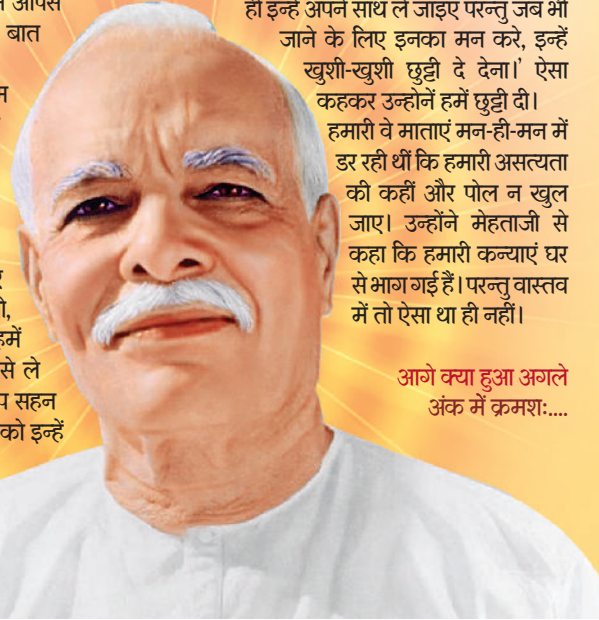 बात
सहन
को इन्हें
ही इन्हें अपने साथ ले जाइए परन्तु जब भी
जाने के लिए इनका मन करे, इन्हें
खुशी-खुशी छुट्टी दे देना।' ऐसा
कहकर उन्होनें हमें छुट्टी दी।
हमारी वे माताएं मन-ही-मन में
डर रही थीं कि हमारी असत्यता
की कहीं और पोल न खुल
जाए। उन्होंने मेहताजी से
कहा कि हमारी कन्याएं घर
से भाग गई हैं। परन्तु वास्तव
में तो ऐसा था ही नहीं।
आगे क्या हुआ अगले
अंक में क्रमश:....